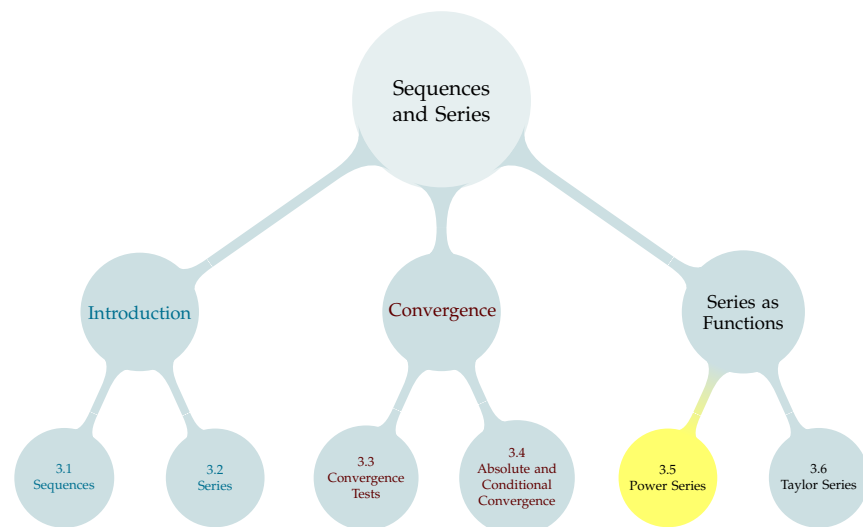 Sequences
and Series
Introduction
Convergence
Series as
Functions
3.1
Sequences
3.2
Series
3.3
Convergence
Tests
3.4
Absolute and
Conditional
Convergence
3.5
Power Series
3.6
Taylor Series